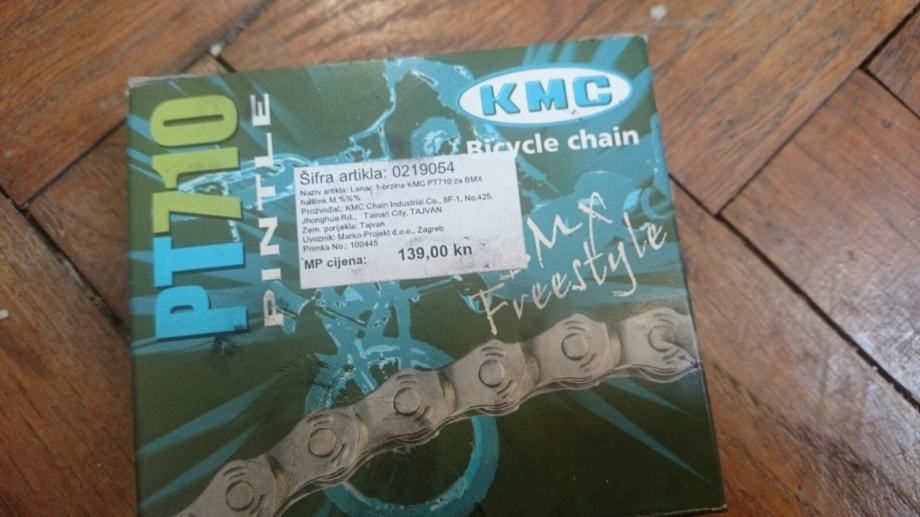 KMC
Bicycle chain
PT710
PINTLE
Šifra artikla: 0219054
Naziv artikla: Lanac 1-brzina KMC PT710 za BMX
halflink M.%%%
Prozvođač: KMC Chain Industrial Co., 8F-1, No.425,
Jhonghua Rd., Tainan City, TAJVAN
Zem. porijekla: Tajvan
Uvoznik: Marko-Projekt d.o.o., Zagreb
Primka No.: 100445
MP cijena: 139,00 kn
BMX
Freestyle